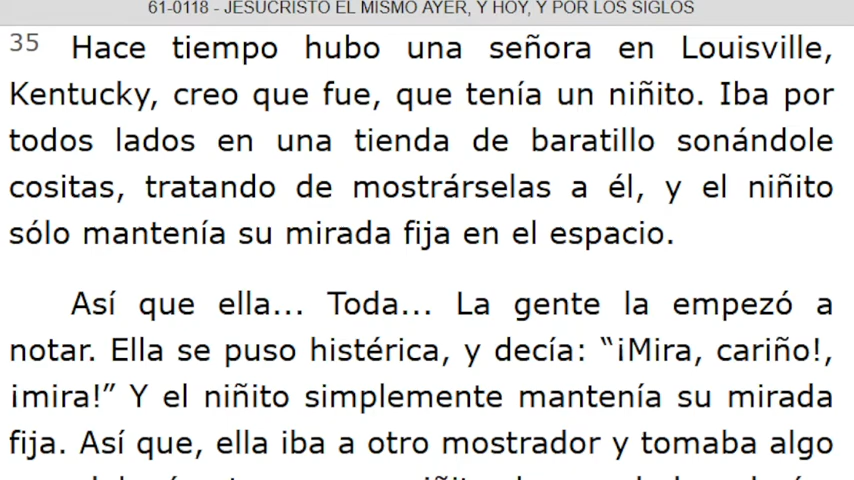 61-0118 - JESUCRISTO EL MISMO AYER, Y HOY, Y POR LOS SIGLOS
35 Hace tiempo hubo una señora en Louisville,
Kentucky, creo que fue, que tenía un niñito. Iba por
todos lados en una tienda de baratillo sonándole
cositas, tratando de mostrárselas a él, y el niñito
sólo mantenía su mirada fija en el espacio.
Así que ella... Toda... La gente la empezó a
notar. Ella se puso histérica, y decía: “¡Mira, cariño!,
¡mira!” Y el niñito simplemente mantenía su mirada
fija. Así que, ella iba a otro mostrador y tomaba algo